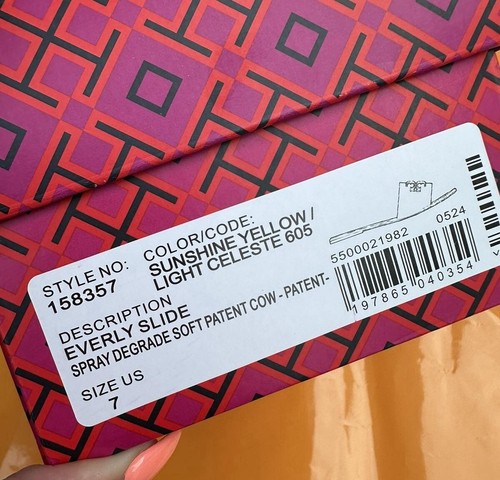 STYLE NO:
158357
COLOR/CODE:
SUNSHINE YELLOW /
LIGHT CELESTE 605
DESCRIPTION
EVERLY SLIDE
SPRAY DEGRADE SOFT PATENT COW - PATENT-
SIZE US
7
5500021982 0524
197865 040354